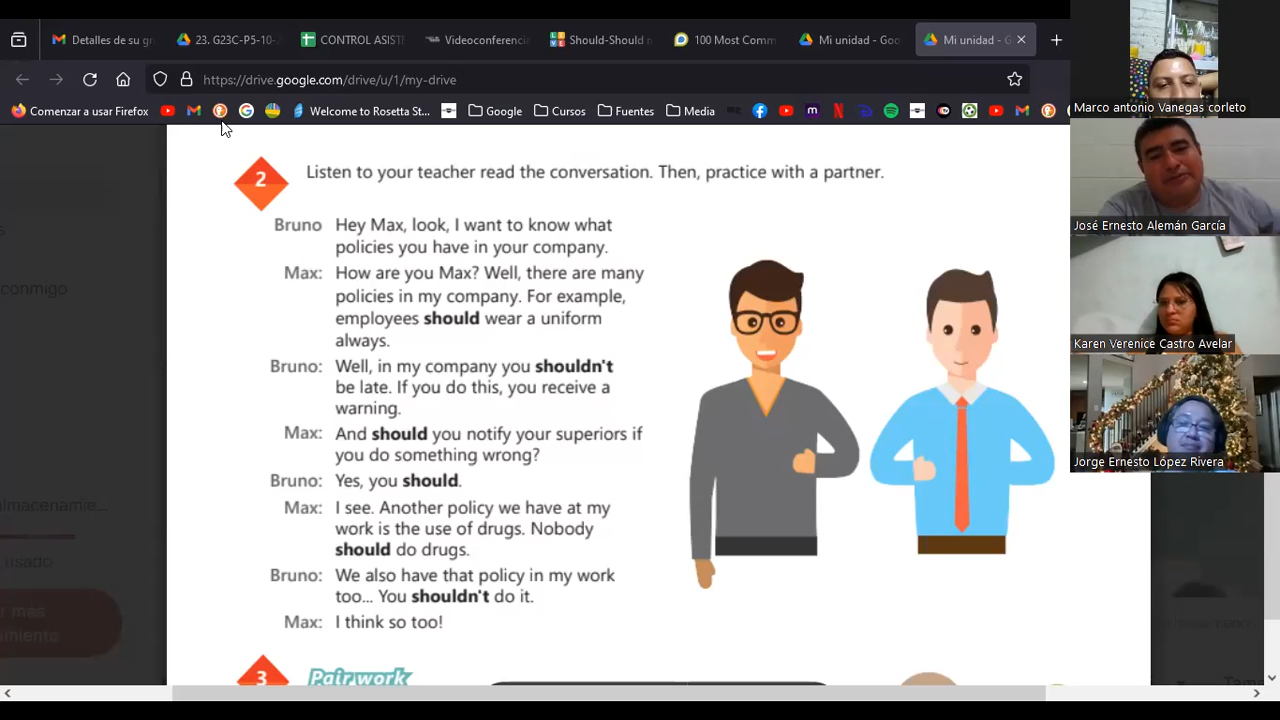 Detalles de su gr
23. G23C-P5-10-
CONTROL ASIST
Should-Should n
100 Most Comm
Mi unidad - Goo
Mi unidad - G
https://drive.google.com/drive/u/1/my-drive
Comenzar a usar Firefox
Welcome to Rosetta St...
Cursos
Fuentes
Media
Marco antonio Vanegas corleto
José Ernesto Alemán García
Karen Verenice Castro Avelar
Jorge Ernesto López Rivera
2
Listen to your teacher read the conversation. Then, practice with a partner.
Bruno Hey Max, look, I want to know what
policies you have in your company.
Max: How are you Max? Well, there are many
policies in my company. For example,
employees should wear a uniform
always.
Bruno: Well, in my company you shouldn't
be late. If you do this, you receive a
warning.
Max: And should you notify your superiors if
you do something wrong?
Bruno: Yes, you should.
Max: I see. Another policy we have at my
work is the use of drugs. Nobody
should do drugs.
Bruno: We also have that policy in my work
too... You shouldn't do it.
Max: I think so too!
3
Pair work
conmigo
macenamie...